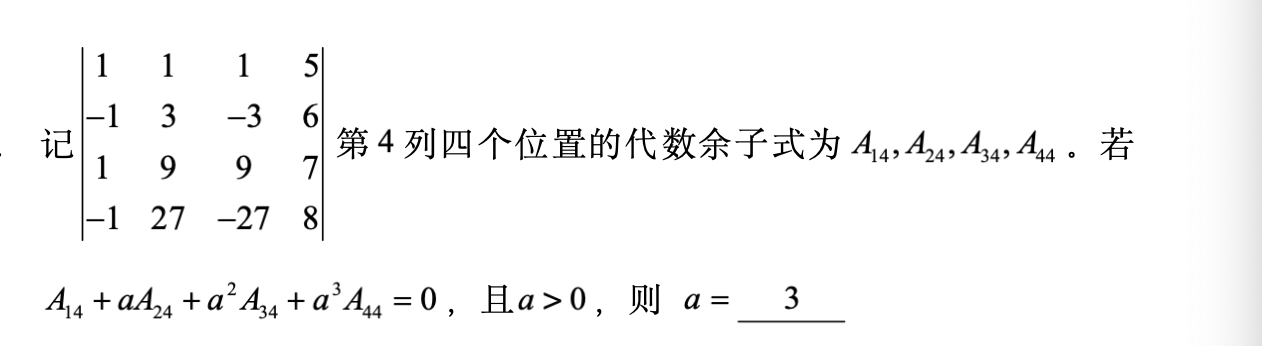 记
1 1 1 5
−1 3 −3 6
1 9 9 7
−1 27 −27 8
第 4 列四个位置的代数余子式为 A₁₄, A₂₄, A₃₄, A₄₄ 。若
A₁₄ + aA₂₄ + a²A₃₄ + a³A₄₄ = 0 ，且 a > 0 ，则 a = 3